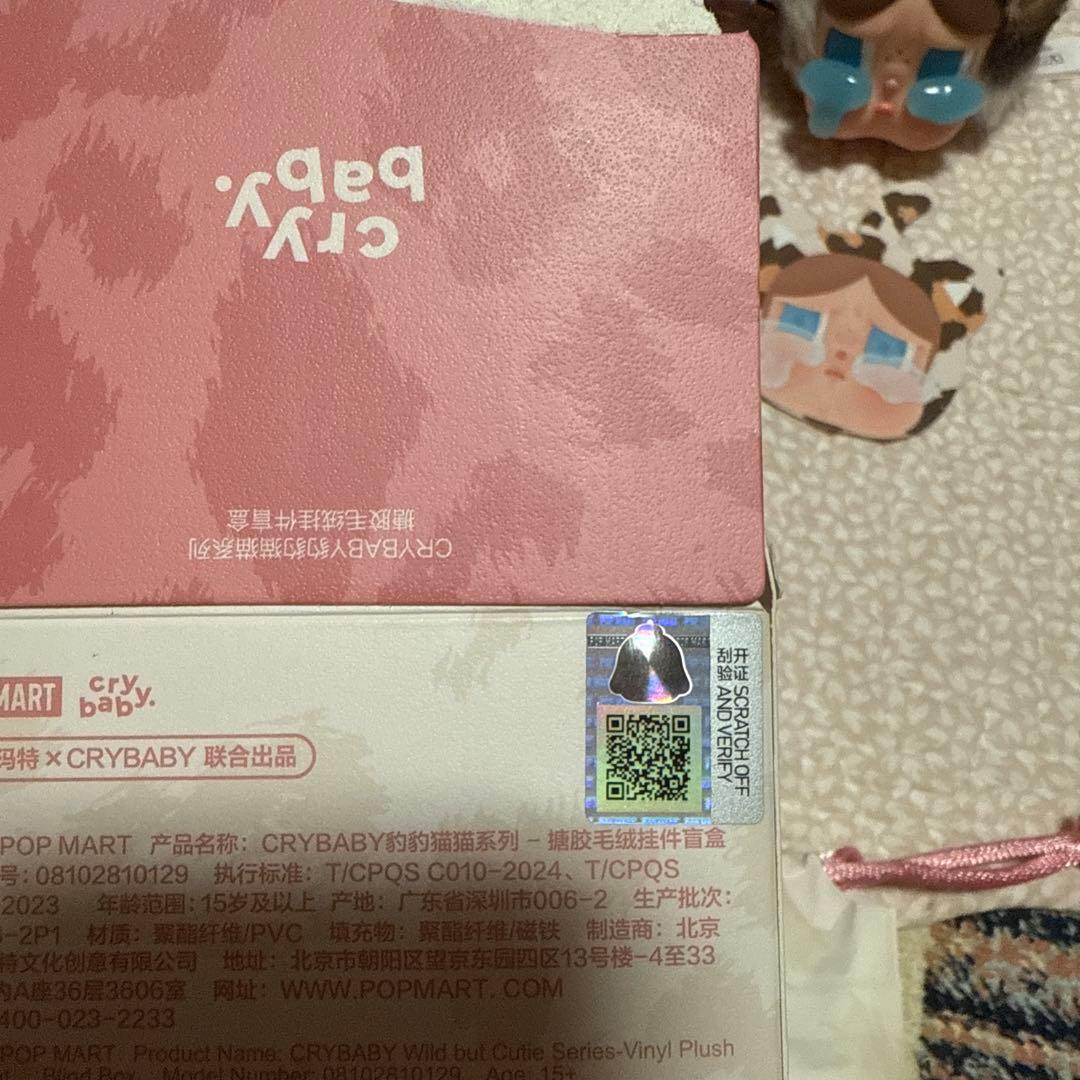 cry
baby.
CRYBABY豹豹猫猫系列
搪胶毛绒挂件盲盒
MART
cry
baby.
玛特×CRYBABY 联合出品
开证 SCRATCH OFF
刮验 AND VERIFY
POP MART 产品名称：CRYBABY豹豹猫猫系列 - 搪胶毛绒挂件盲盒
号：08102810129 执行标准：T/CPQS C010-2024、T/CPQS
2023 年龄范围：15岁及以上 产地：广东省深圳市006-2 生产批次：
-2P1 材质：聚酯纤维/PVC 填充物：聚酯纤维/磁铁 制造商：北京
特文化创意有限公司 地址：北京市朝阳区望京东园四区13号楼-4至33
内A座36层3606室 网址：WWW.POPMART.COM
400-023-2233
POP MART Product Name: CRYBABY Wild but Cutie Series-Vinyl Plush
Blind Box Model Number: 08102810129 Age: 15+